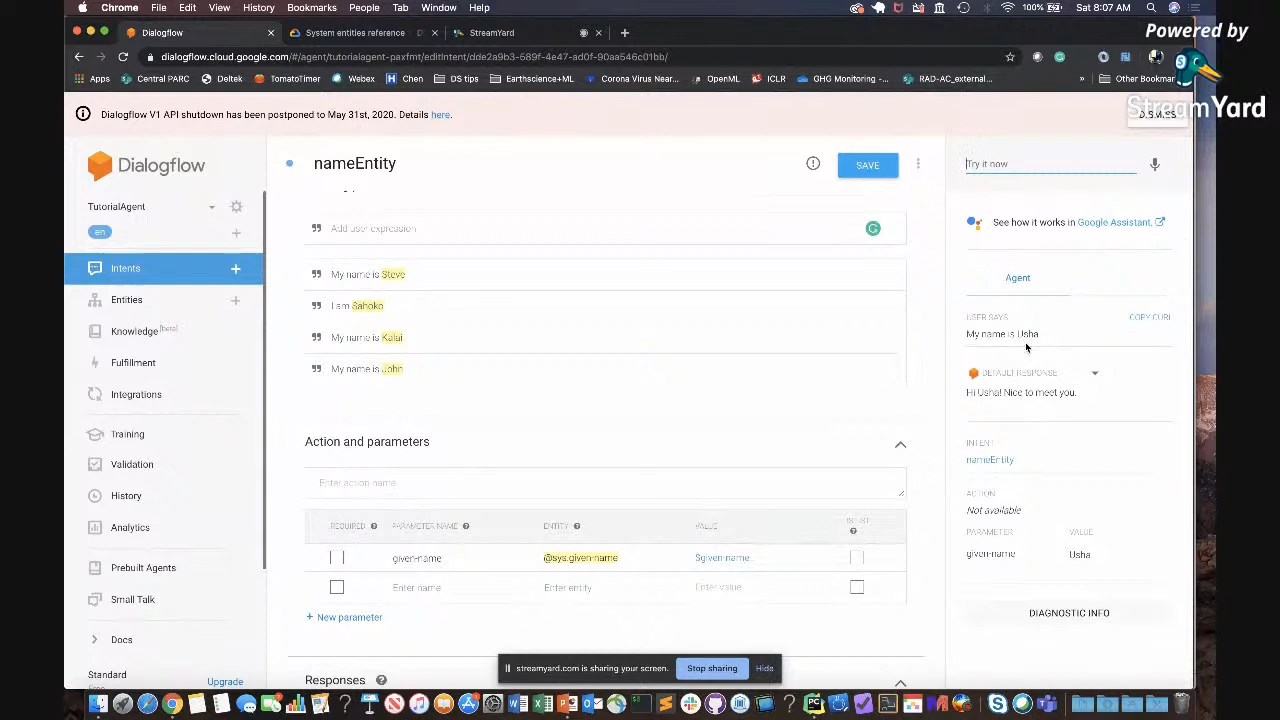 Chrome File Edit View History Bookmarks People Tab Window Help 100% Sat 8:07 AM
Powered by
StreamYard
Dialogflow
System entities reference
StreamYard
dialogflow.cloud.google.com/#/agent/tutorialagent-paxfmt/editIntent/dde2a9b3-589f-4e47-ad0f-90aa546c01bb/
Apps Central PARC Deltek TomatoTimer Webex Chen DS tips Earthscience+ML Corona Virus Near... OpenML ICLR GHG Monitoring -... RAD-AC_external... » Other Bookmar
Dialogflow V1 API shutdown has been postponed to May 31st, 2020. Details here.
DISMISS
Dialogflow
nameEntity
SAVE
Try it now
TutorialAgent
en
See how it works in Google Assistant.
Add user expression
Intents
My name is Steve
Agent
Entities
I am Sahoko
USER SAYS COPY CURL
Knowledge [beta]
My name is Kalai
My name is Usha
Fulfillment
My name is John
DEFAULT RESPONSE
Integrations
Hi Usha! Nice to meet you.
Training
Action and parameters
INTENT
nameEntity
Validation
Enter action name
History
ACTION
Not available
Analytics
REQUIRED PARAMETER NAME ENTITY VALUE IS LIST
PARAMETER VALUE
given-name @sys.given-name $given-name
given-name Usha
Prebuilt Agents
Enter name Enter entity Enter value
Small Talk
+ New parameter
DIAGNOSTIC INFO
Docs
streamyard.com is sharing your screen. Stop sharing Hide
Standard
Free
Upgrade
Responses